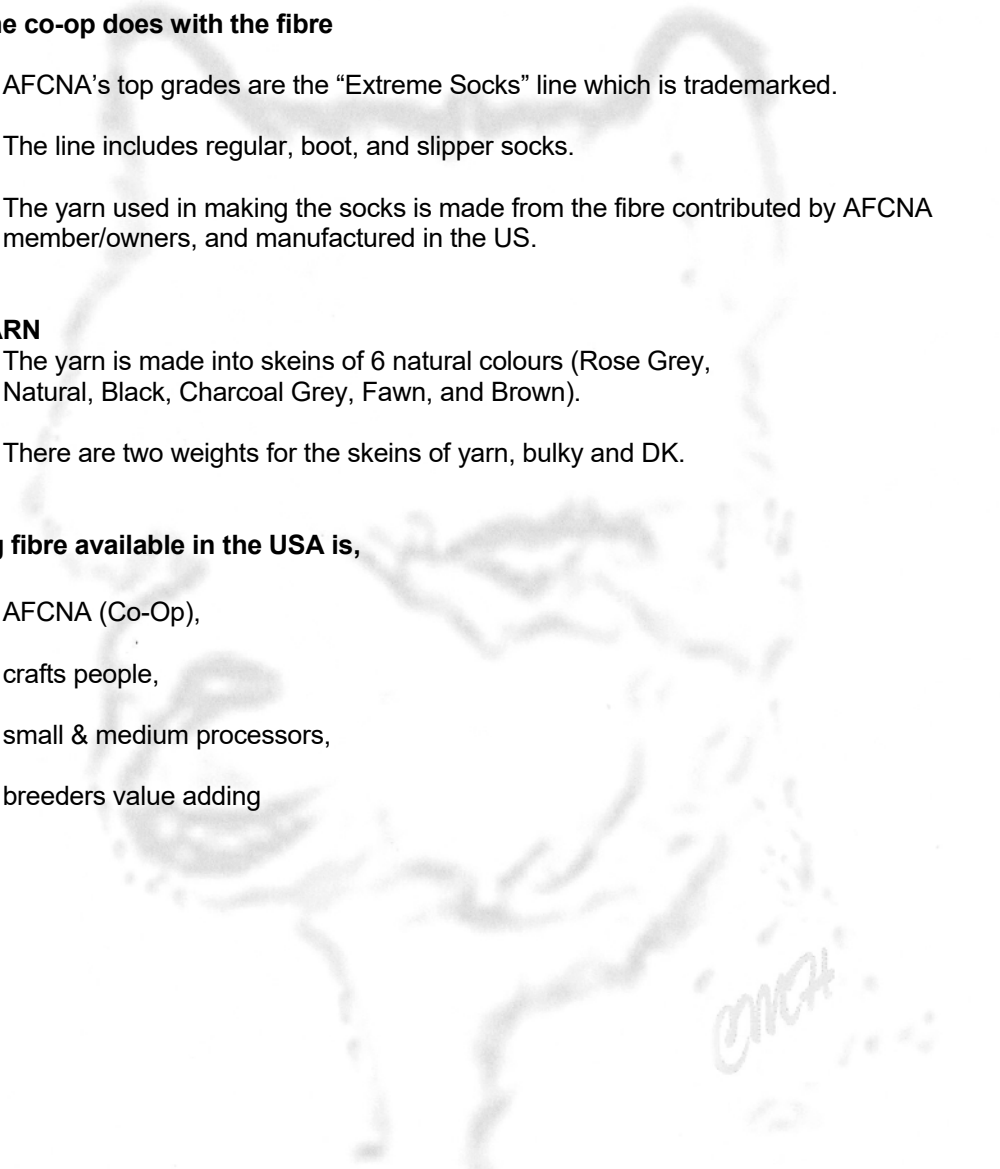 ne co-op does with the fibre
AFCNA's top grades are the “Extreme Socks” line which is trademarked.
The line includes regular, boot, and slipper socks.
The yarn used in making the socks is made from the fibre contributed by AFCNA
member/owners, and manufactured in the US.
ARN
The yarn is made into skeins of 6 natural colours (Rose Grey,
Natural, Black, Charcoal Grey, Fawn, and Brown).
There are two weights for the skeins of yarn, bulky and DK.
g fibre available in the USA is,
AFCNA (Co-Op),
crafts people,
small & medium processors,
breeders value adding
CMCH